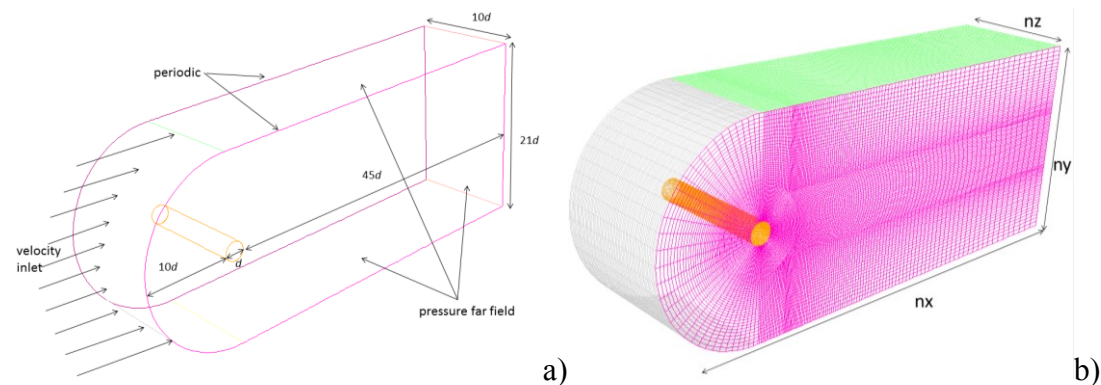 10d
periodic
21d
45d
velocity
inlet
10d
d
pressure far field
a)
nz
ny
nx
b)